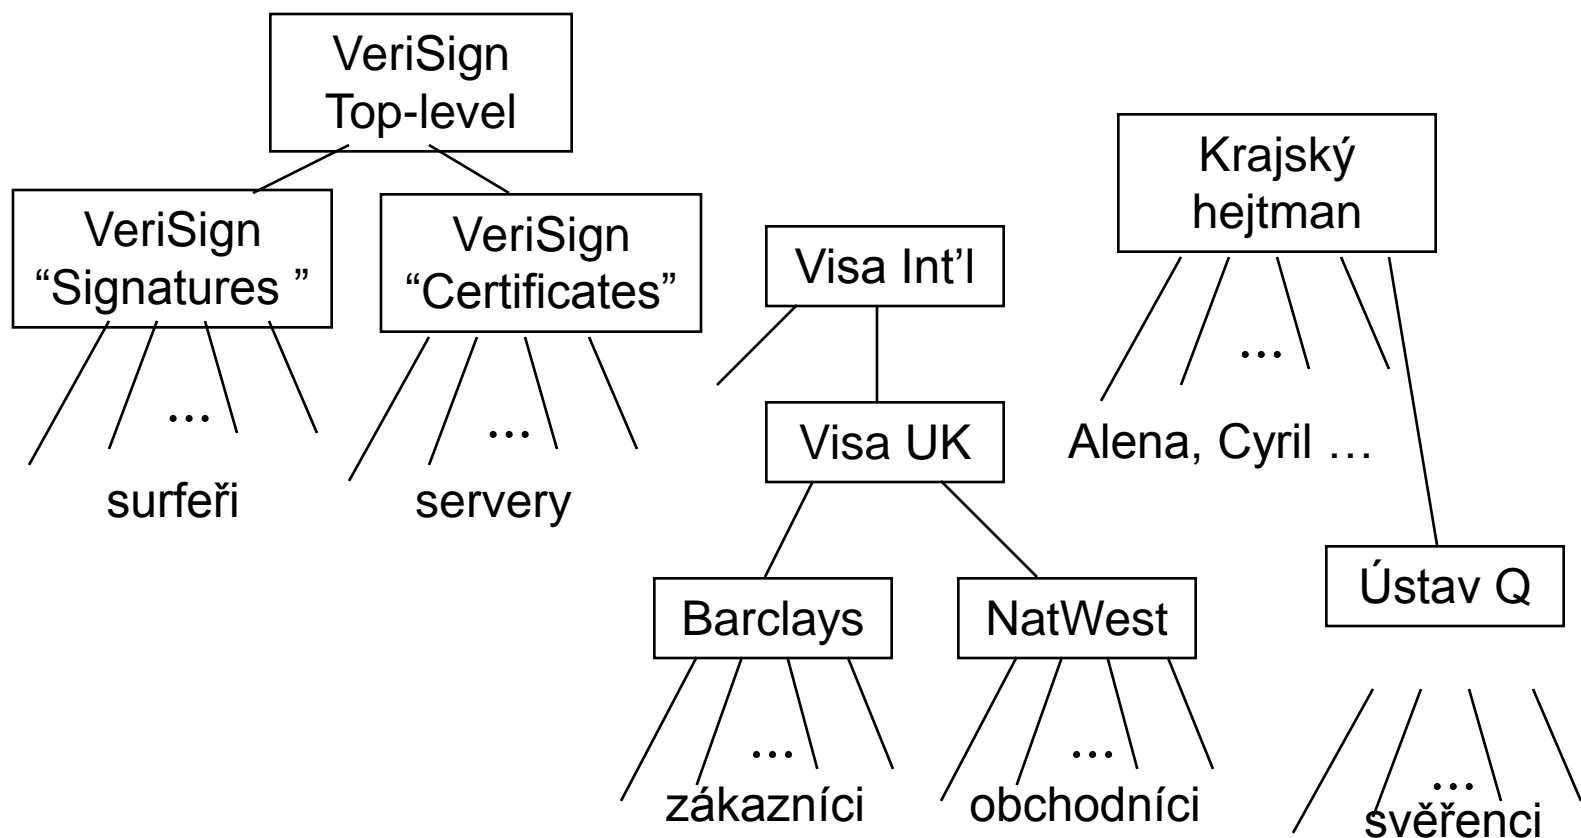 VeriSign
Top-level
VeriSign
“Signatures ”
VeriSign
“Certificates”
...
surfeři
...
servery
Visa Int’l
Visa UK
Barclays
NatWest
...
zákazníci
...
obchodníci
Krajský
hejtman
...
Alena, Cyril …
Ústav Q
...
svěřenci